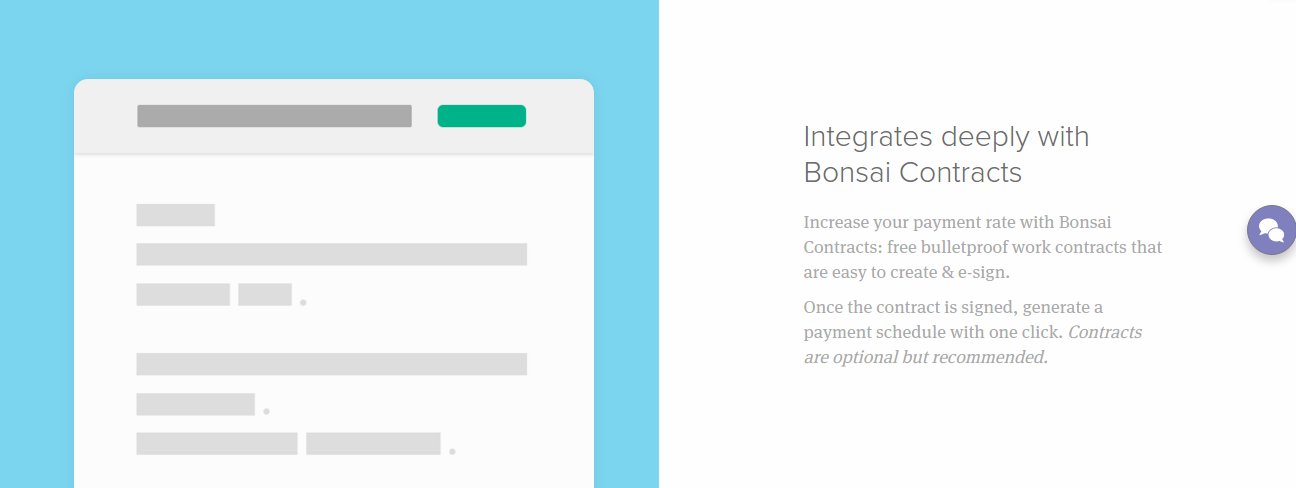 Integrates deeply with
Bonsai Contracts
Increase your payment rate with Bonsai
Contracts: free bulletproof work contracts that
are easy to create & e-sign.
Once the contract is signed, generate a
payment schedule with one click. Contracts
are optional but recommended.